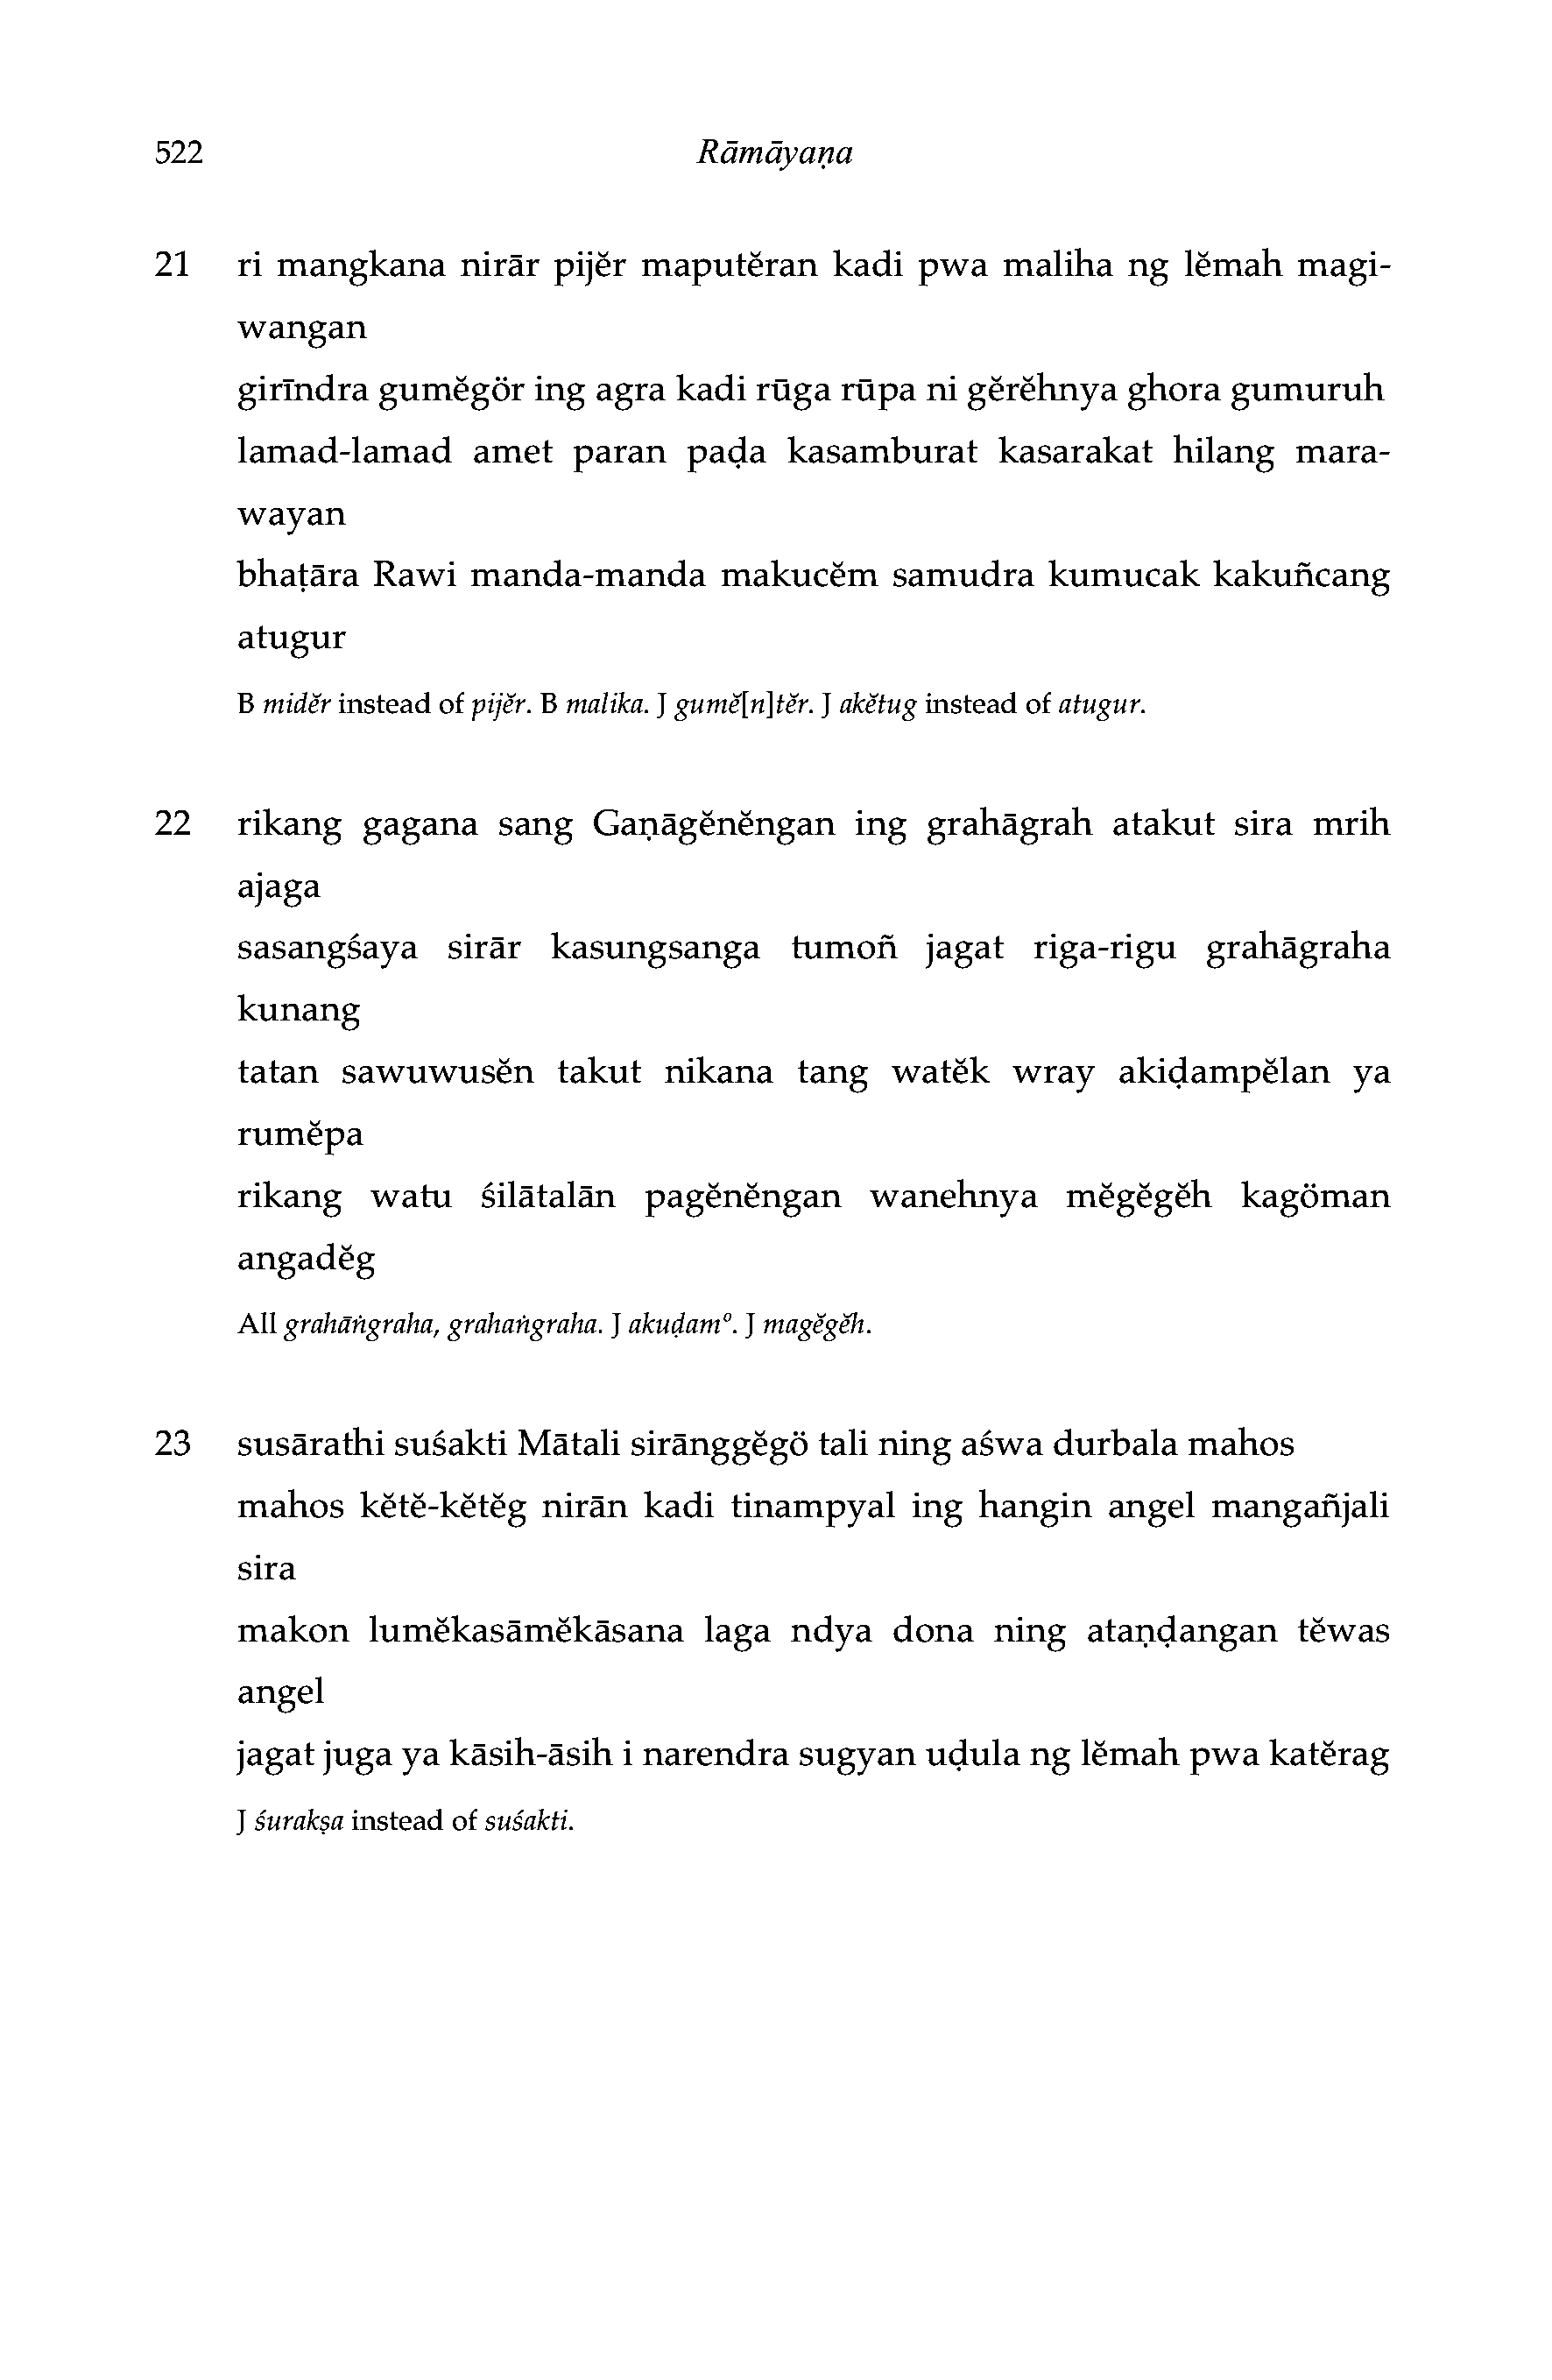 522 Rāmāyaṇa
21 ri mangkana nirār pijĕr maputĕran kadi pwa maliha ng lĕmah magi-
wangan
girīndra gumĕgör ing agra kadi rūga rūpa ni gĕrĕhnya ghora gumuruh
lamad-lamad amet paran paḍa kasamburat kasarakat hilang mara-
wayan
bhaṭāra Rawi manda-manda makucĕm samudra kumucak kakuñcang
atugur
B midĕr instead of pijĕr. B malika. J gumĕ[n]tĕr. J akĕtug instead of atugur.
22 rikang gagana sang Gaṇāgĕnĕngan ing grahāgrah atakut sira mrih
ajaga
sasangśaya sirār kasungsanga tumoñ jagat riga-rigu grahāgraha
kunang
tatan sawuwusĕn takut nikana tang watĕk wray akiḍampĕlan ya
rumĕpa
rikang watu śilātalān pagĕnĕngan wanehnya mĕgĕgĕh kagöman
angadĕg
All grahāṅgraha, grahaṅgraha. J akuḍamº. J magĕgĕh.
23 susārathi suśakti Mātali sirānggĕgö tali ning aśwa durbala mahos
mahos kĕtĕ-kĕtĕg nirān kadi tinampyal ing hangin angel mangañjali
sira
makon lumĕkasāmĕkāsana laga ndya dona ning ataṇḍangan tĕwas
angel
jagat juga ya kāsih-āsih i narendra sugyan uḍula ng lĕmah pwa katĕrag
J śurakṣa instead of suśakti.